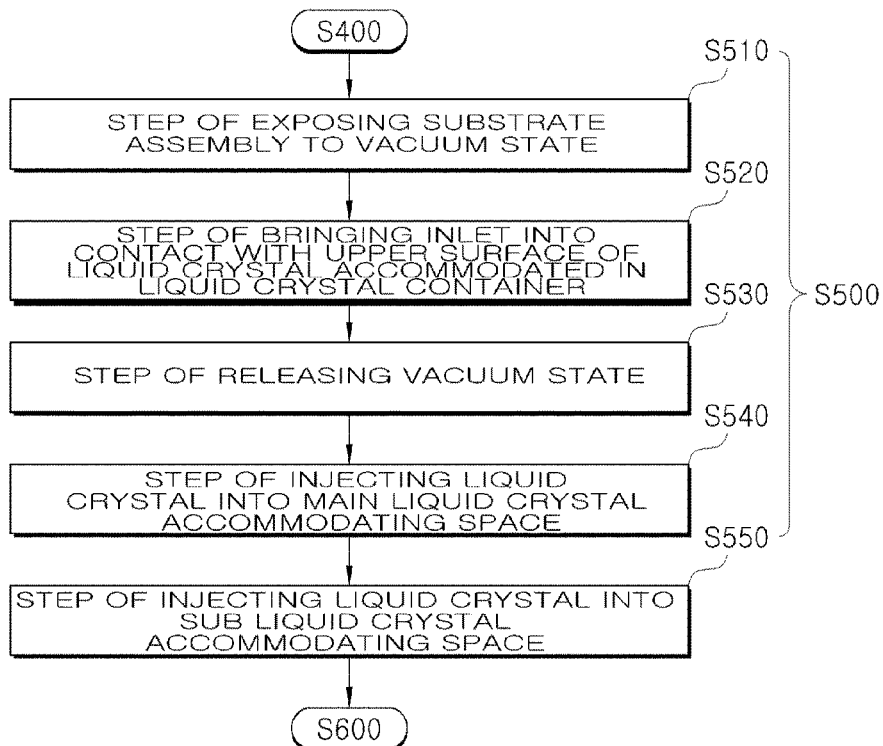 S400
S510
STEP OF EXPOSING SUBSTRATE
ASSEMBLY TO VACUUM STATE
S520
STEP OF BRINGING INLET INTO
CONTACT WITH UPPER SURFACE OF
LIQUID CRYSTAL ACCOMMODATED IN
LIQUID CRYSTAL CONTAINER
S530
S500
STEP OF RELEASING VACUUM STATE
S540
STEP OF INJECTING LIQUID
CRYSTAL INTO MAIN LIQUID CRYSTAL
ACCOMMODATING SPACE
S550
STEP OF INJECTING LIQUID CRYSTAL INTO
SUB LIQUID CRYSTAL
ACCOMMODATING SPACE
S600